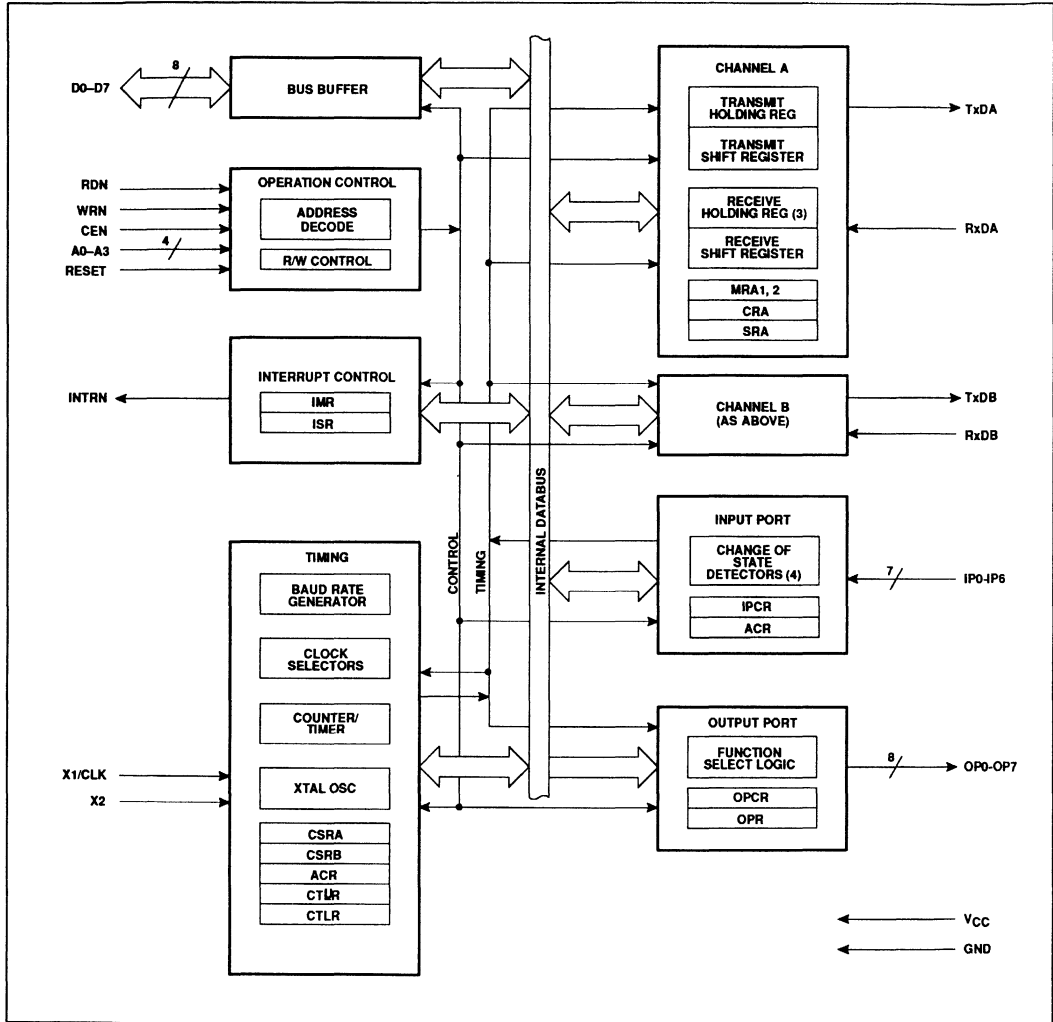 D0–D7
8
BUS BUFFER
RDN
WRN
CEN
A0–A3
4
RESET
OPERATION CONTROL
ADDRESS
DECODE
R/W CONTROL
INTRN
INTERRUPT CONTROL
IMR
ISR
TIMING
BAUD RATE
GENERATOR
CLOCK
SELECTORS
COUNTER/
TIMER
XTAL OSC
CSRA
CSRB
ACR
CTUR
CTLR
X1/CLK
X2
CONTROL
TIMING
INTERNAL DATABUS
CHANNEL A
TRANSMIT
HOLDING REG
TRANSMIT
SHIFT REGISTER
RECEIVE
HOLDING REG (3)
RECEIVE
SHIFT REGISTER
MRA1, 2
CRA
SRA
TxDA
RxDA
CHANNEL B
(AS ABOVE)
TxDB
RxDB
INPUT PORT
CHANGE OF
STATE
DETECTORS (4)
IPCR
ACR
7
IP0-IP6
OUTPUT PORT
FUNCTION
SELECT LOGIC
OPCR
OPR
8
OP0-OP7
VCC
GND